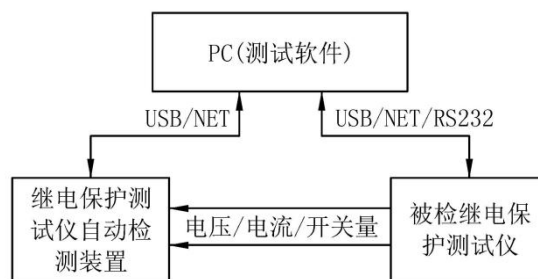 PC(测试软件)
USB/NET
USB/NET/RS232
继电保护测
试仪自动检
测装置
电压/电流/开关量
被检继电保
护测试仪